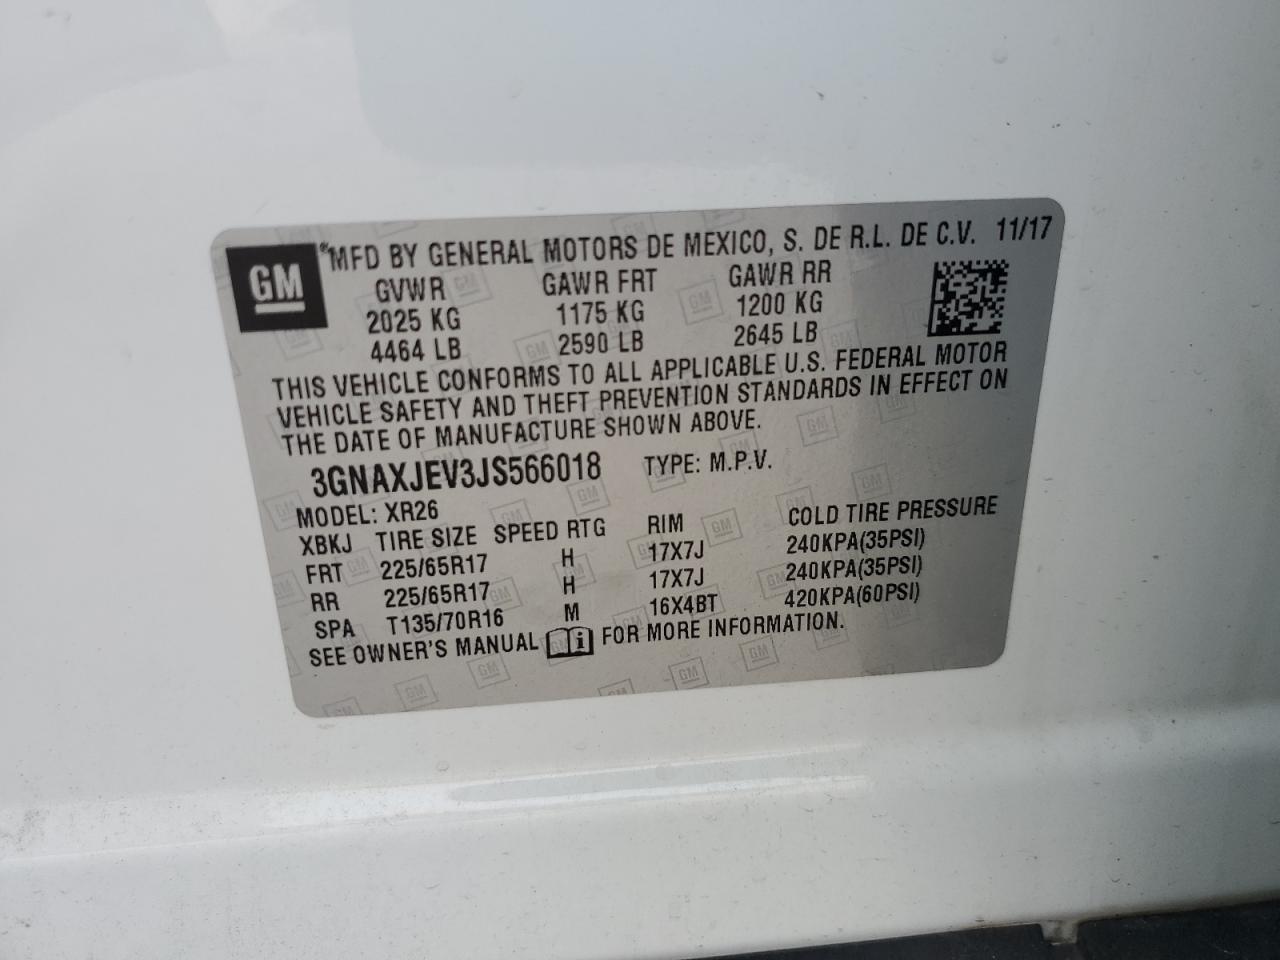 GM
MFD BY GENERAL MOTORS DE MEXICO, S. DE R.L. DE C.V. 11/17
GVWR GAWR FRT GAWR RR
2025 KG 1175 KG 1200 KG
4464 LB 2590 LB 2645 LB
THIS VEHICLE CONFORMS TO ALL APPLICABLE U.S. FEDERAL MOTOR
VEHICLE SAFETY AND THEFT PREVENTION STANDARDS IN EFFECT ON
THE DATE OF MANUFACTURE SHOWN ABOVE.
3GNAXJEV3JS566018 TYPE: M.P.V.
MODEL: XR26
XBKJ TIRE SIZE SPEED RTG RIM COLD TIRE PRESSURE
FRT 225/65R17 H 17X7J 240KPA(35PSI)
RR 225/65R17 H 17X7J 240KPA(35PSI)
SPA T135/70R16 M 16X4BT 420KPA(60PSI)
SEE OWNER'S MANUAL FOR MORE INFORMATION.